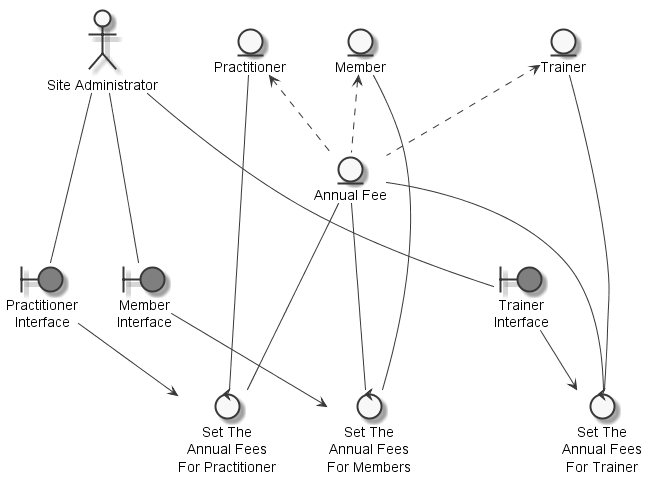 Site Administrator
Practitioner
Member
Trainer
Annual Fee
Practitioner
Interface
Member
Interface
Trainer
Interface
Set The
Annual Fees
For Practitioner
Set The
Annual Fees
For Members
Set The
Annual Fees
For Trainer